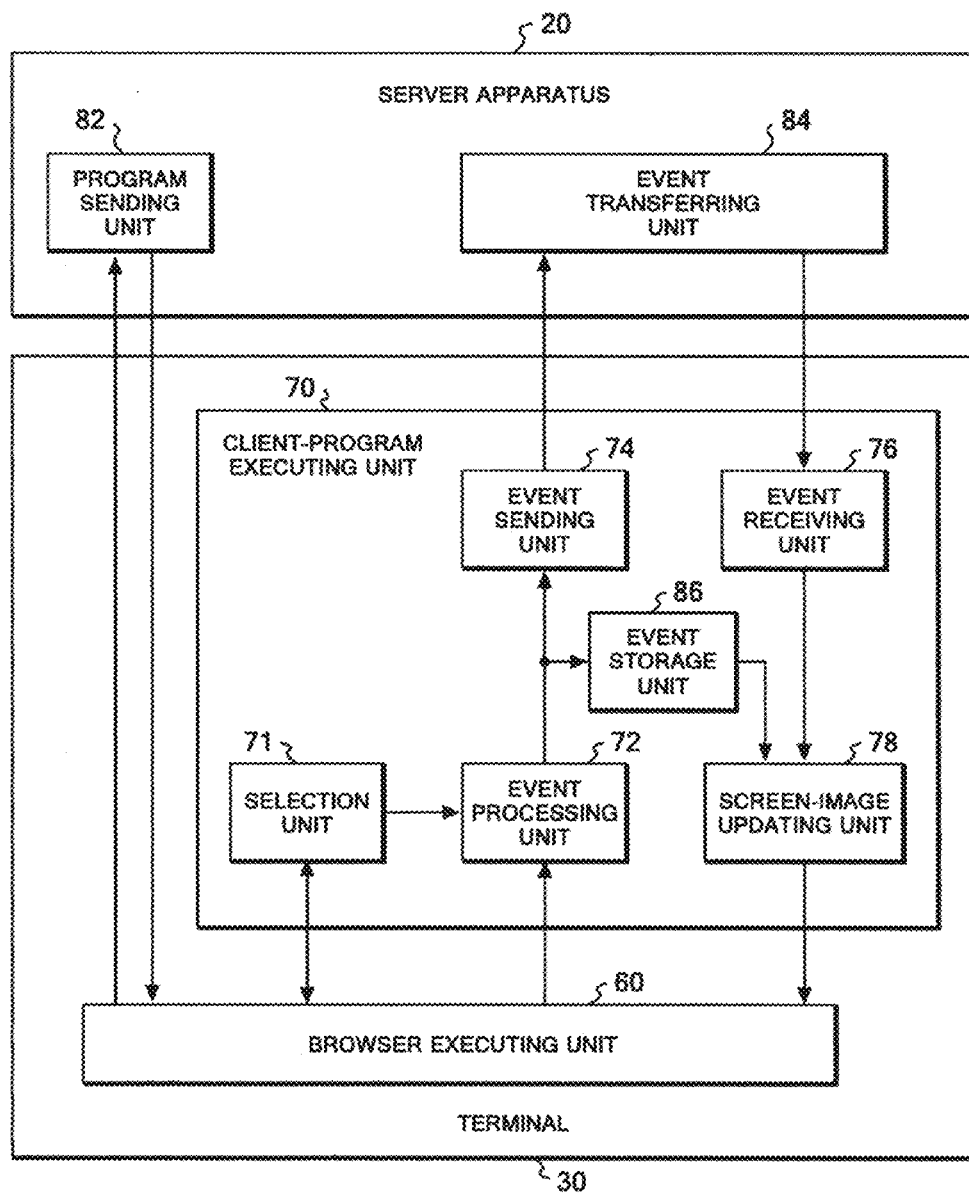 20
SERVER APPARATUS
82
84
PROGRAM
SENDING
UNIT
EVENT
TRANSFERRING
UNIT
70
CLIENT-PROGRAM
EXECUTING UNIT
74
76
EVENT
SENDING
UNIT
EVENT
RECEIVING
UNIT
86
EVENT
STORAGE
UNIT
71
72
78
SELECTION
UNIT
EVENT
PROCESSING
UNIT
SCREEN-IMAGE
UPDATING UNIT
60
BROWSER EXECUTING UNIT
TERMINAL
30